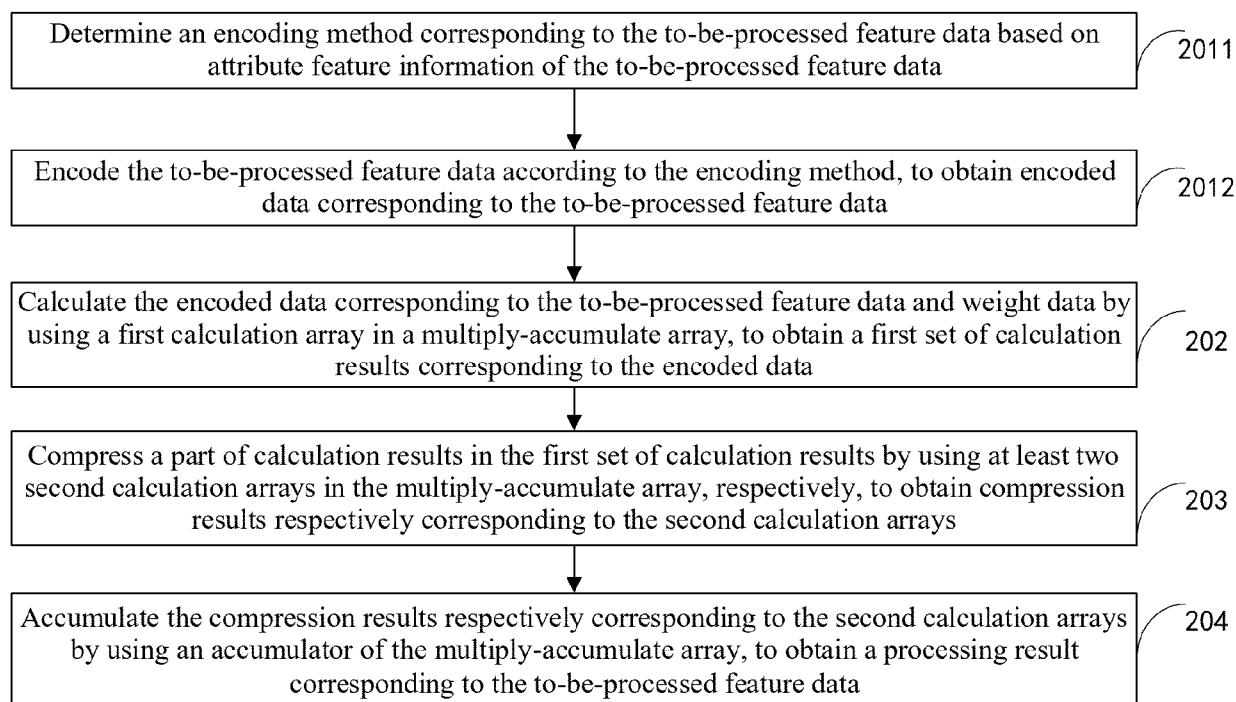 Determine an encoding method corresponding to the to-be-processed feature data based on
attribute feature information of the to-be-processed feature data
2011
Encode the to-be-processed feature data according to the encoding method, to obtain encoded
data corresponding to the to-be-processed feature data
2012
Calculate the encoded data corresponding to the to-be-processed feature data and weight data by
using a first calculation array in a multiply-accumulate array, to obtain a first set of calculation
results corresponding to the encoded data
202
Compress a part of calculation results in the first set of calculation results by using at least two
second calculation arrays in the multiply-accumulate array, respectively, to obtain compression
results respectively corresponding to the second calculation arrays
203
Accumulate the compression results respectively corresponding to the second calculation arrays
by using an accumulator of the multiply-accumulate array, to obtain a processing result
corresponding to the to-be-processed feature data
204